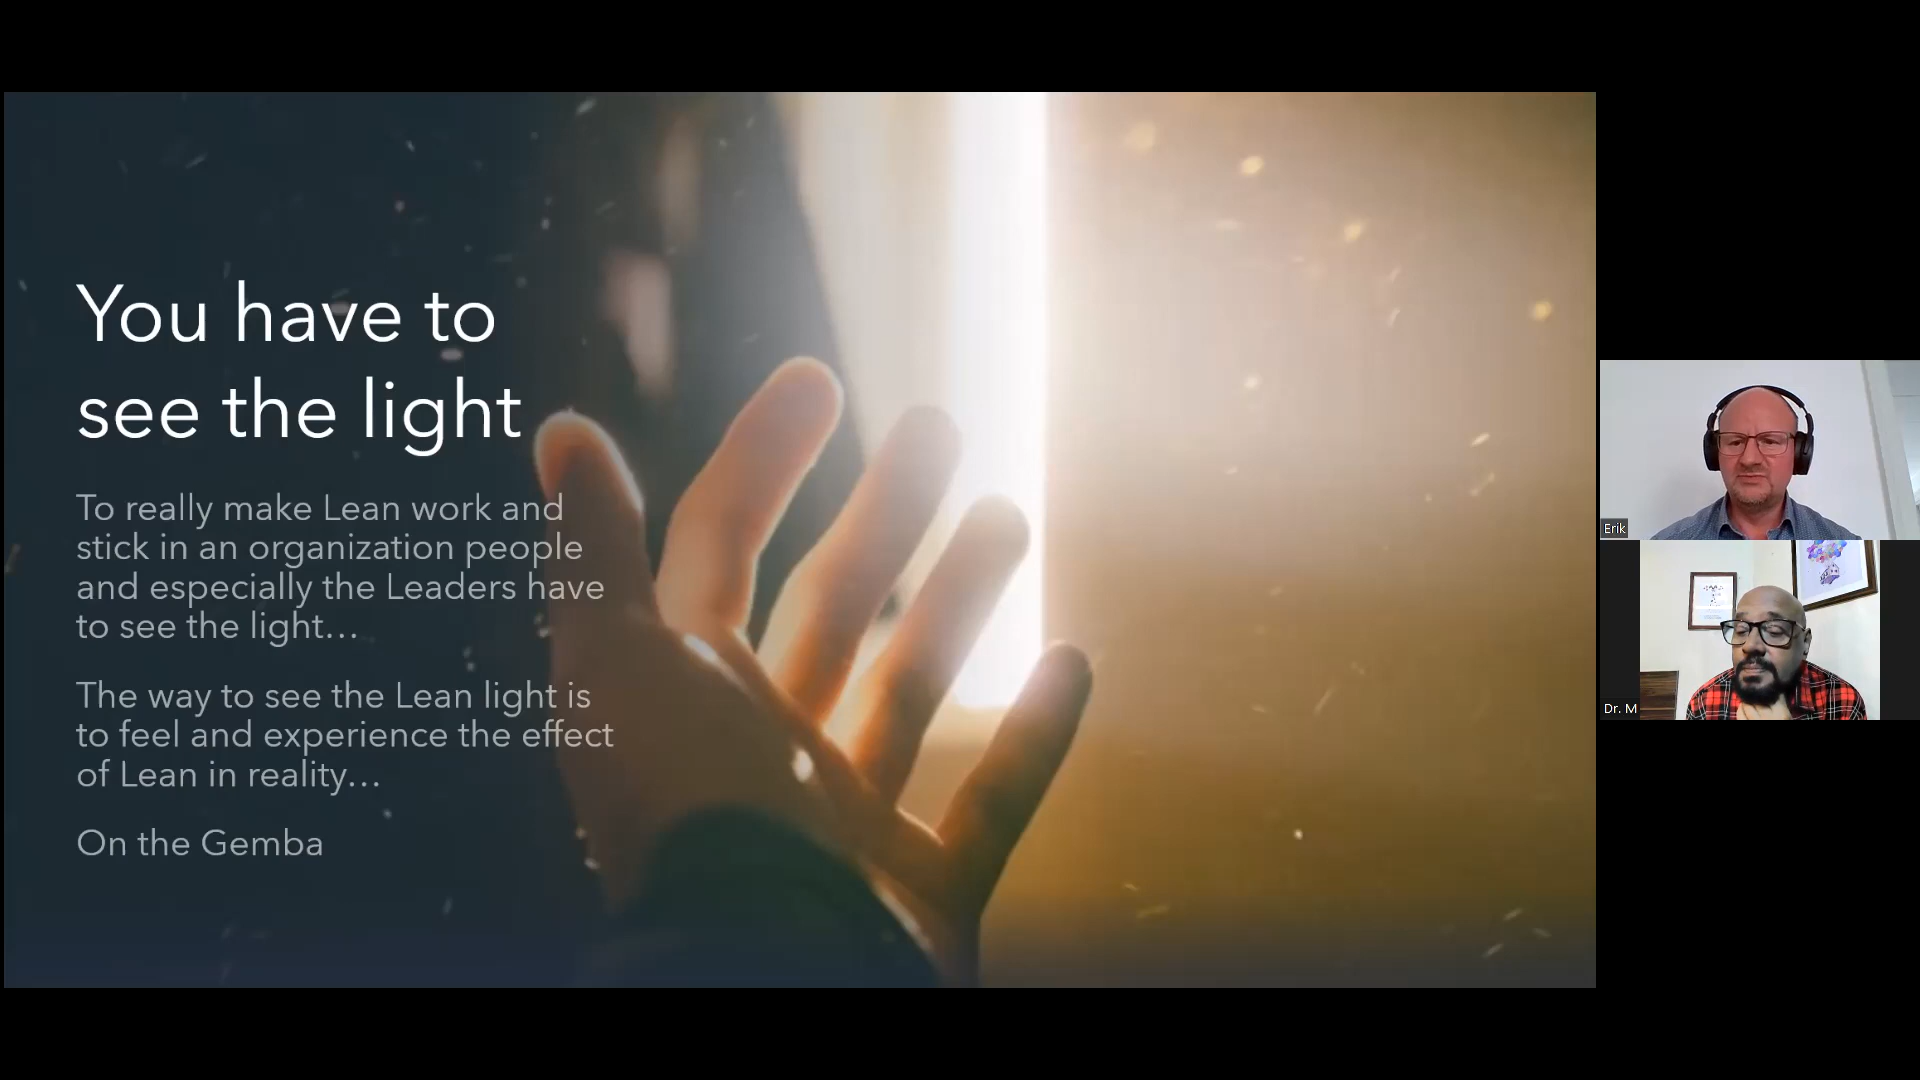 You have to
see the light
To really make Lean work and
stick in an organization people
and especially the Leaders have
to see the light…
The way to see the Lean light is
to feel and experience the effect
of Lean in reality…
On the Gemba
Erik
Dr. M